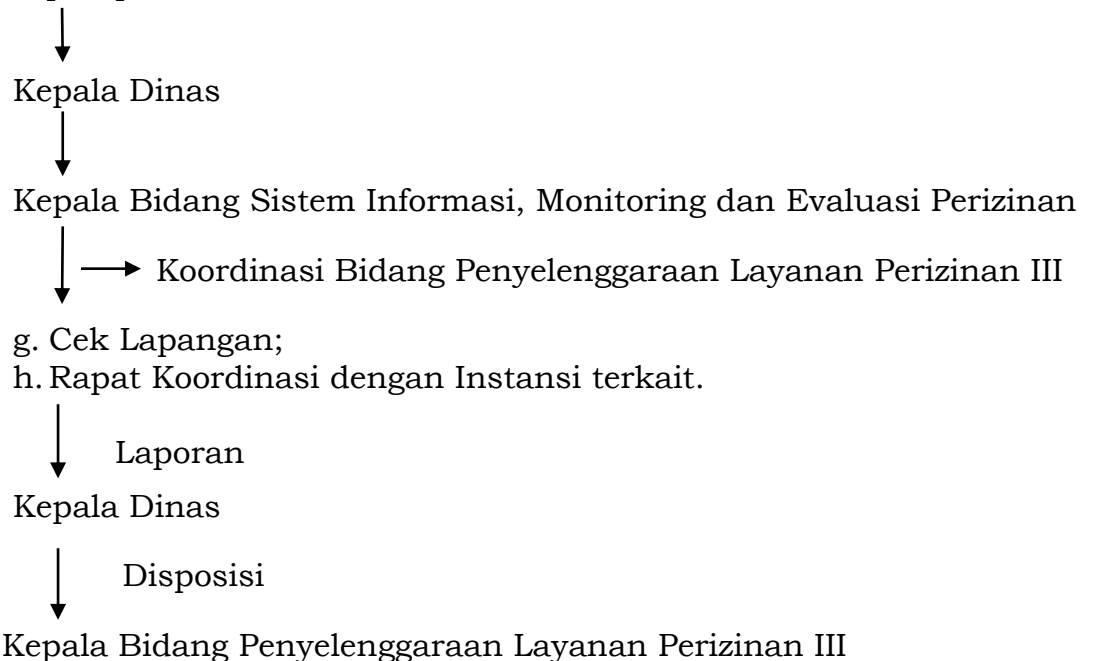 Kepala Dinas
Kepala Bidang Sistem Informasi, Monitoring dan Evaluasi Perizinan
Koordinasi Bidang Penyelenggaraan Layanan Perizinan III
g. Cek Lapangan;
h. Rapat Koordinasi dengan Instansi terkait.
Laporan
Kepala Dinas
Disposisi
Kepala Bidang Penyelenggaraan Layanan Perizinan III